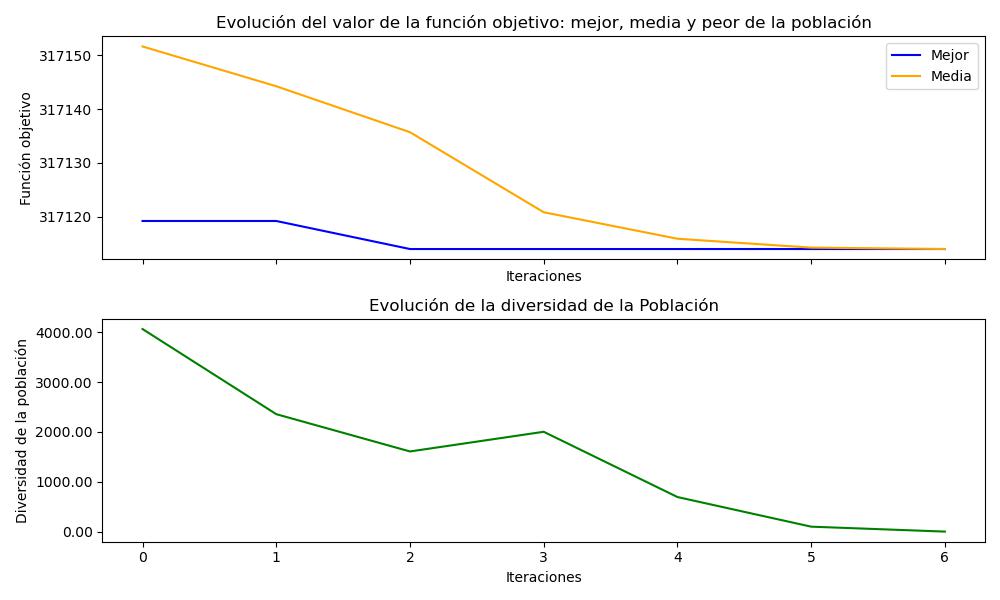 Evolución del valor de la función objetivo: mejor, media y peor de la población
317150
317140
317130
317120
Función objetivo
Mejor
Media
Iteraciones
Evolución de la diversidad de la Población
4000.00
3000.00
2000.00
1000.00
0.00
Diversidad de la población
0 1 2 3 4 5 6
Iteraciones